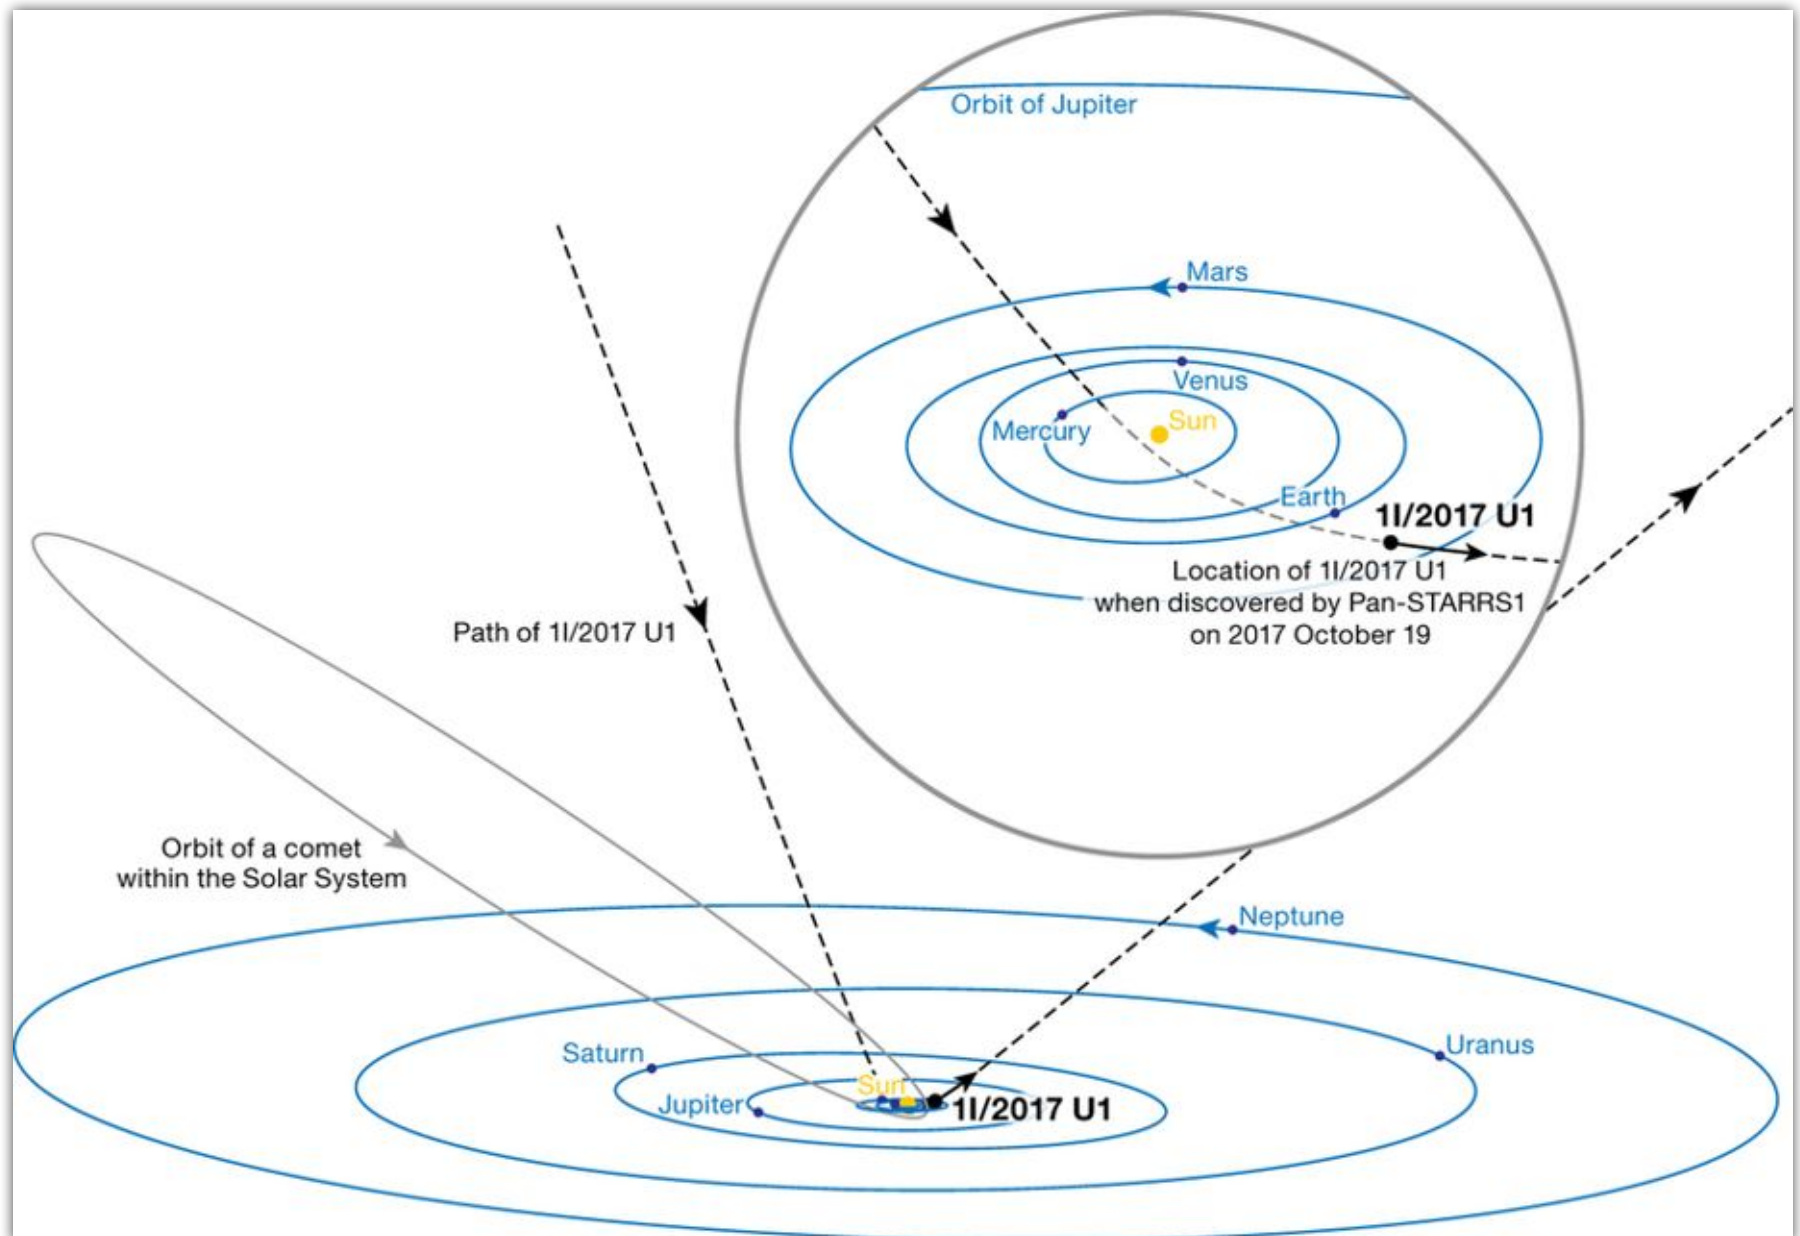 Orbit of Jupiter
Mars
Venus
Sun
Mercury
Earth
1I/2017 U1
Location of 1I/2017 U1
when discovered by Pan-STARRS1
on 2017 October 19
Path of 1I/2017 U1
Orbit of a comet
within the Solar System
Neptune
Uranus
Saturn
Sun
Jupiter
1I/2017 U1